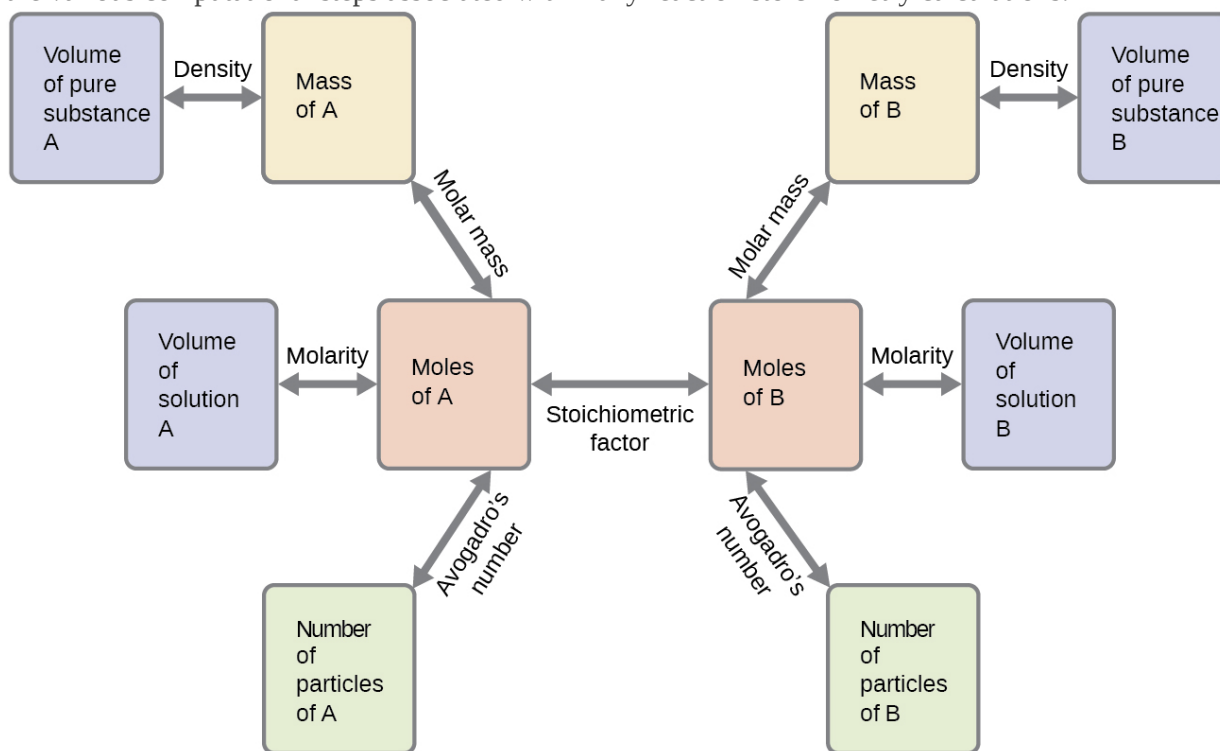 Volume
of pure
substance
A
Density
Mass
of A
Mass
of B
Density
Volume
of pure
substance
B
Molar mass
Molar mass
Volume
of
solution
A
Molarity
Moles
of A
Stoichiometric
factor
Moles
of B
Molarity
Volume
of
solution
B
Avogadro’s
number
Avogadro’s
number
Number
of
particles
of A
Number
of
particles
of B